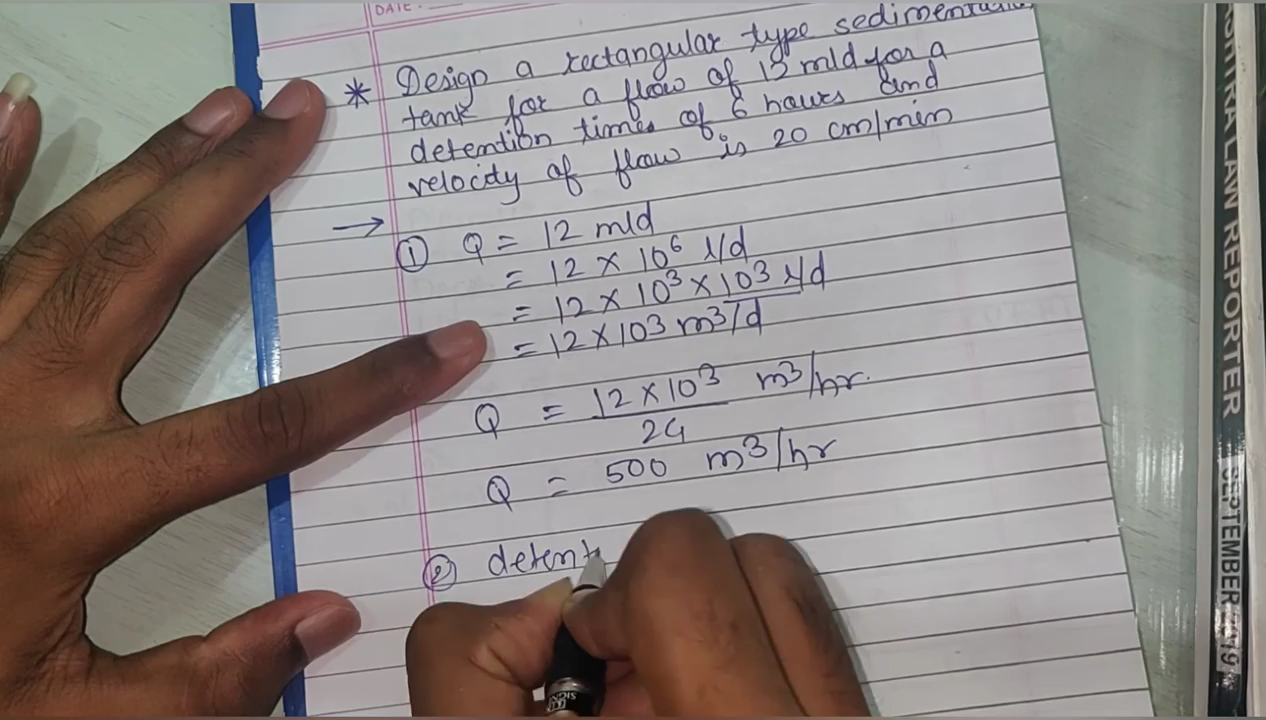 DATE:
* Design a rectangular type sedimentation
tank for a flow of 12 mld for a
detention times of 6 hours and
velocity of flow is 20 cm/min
→
① Q = 12 mld
= 12 × 10⁶ l/d
= 12 × 10³ × 10³ l/d
= 12 × 10³ m³/d
Q = 12 × 10³ m³/hr.
24
Q = 500 m³/hr
② detent
LAW REPORTER
SEPTEMBER 2019